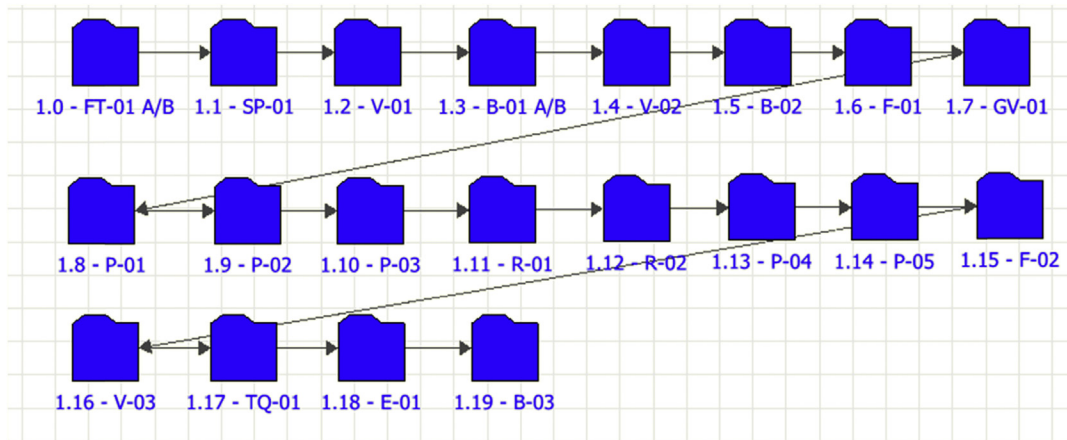 1.0 - FT-01 A/B 1.1 - SP-01 1.2 - V-01 1.3 - B-01 A/B 1.4 - V-02 1.5 - B-02 1.6 - F-01 1.7 - GV-01
1.8 - P-01 1.9 - P-02 1.10 - P-03 1.11 - R-01 1.12 - R-02 1.13 - P-04 1.14 - P-05 1.15 - F-02
1.16 - V-03 1.17 - TQ-01 1.18 - E-01 1.19 - B-03